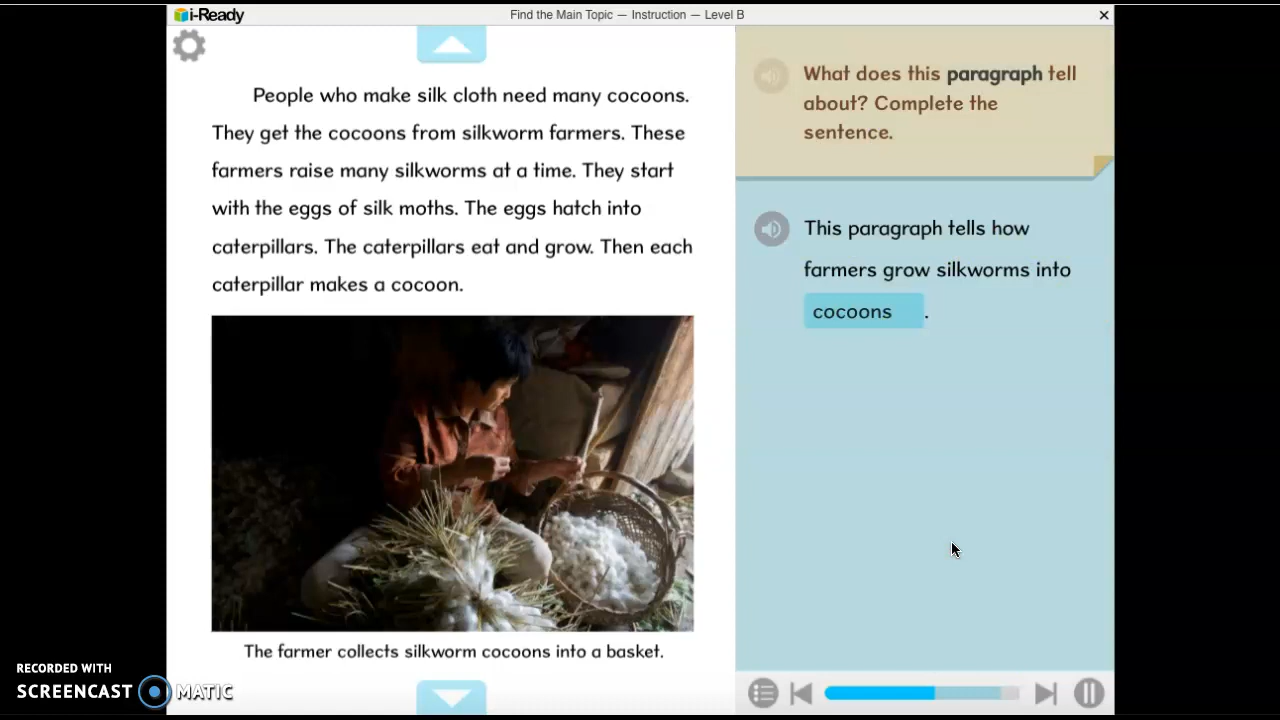 i-Ready
Find the Main Topic — Instruction — Level B
People who make silk cloth need many cocoons.
They get the cocoons from silkworm farmers. These
farmers raise many silkworms at a time. They start
with the eggs of silk moths. The eggs hatch into
caterpillars. The caterpillars eat and grow. Then each
caterpillar makes a cocoon.
The farmer collects silkworm cocoons into a basket.
What does this paragraph tell
about? Complete the
sentence.
This paragraph tells how
farmers grow silkworms into
cocoons .
RECORDED WITH
SCREENCAST MATIC